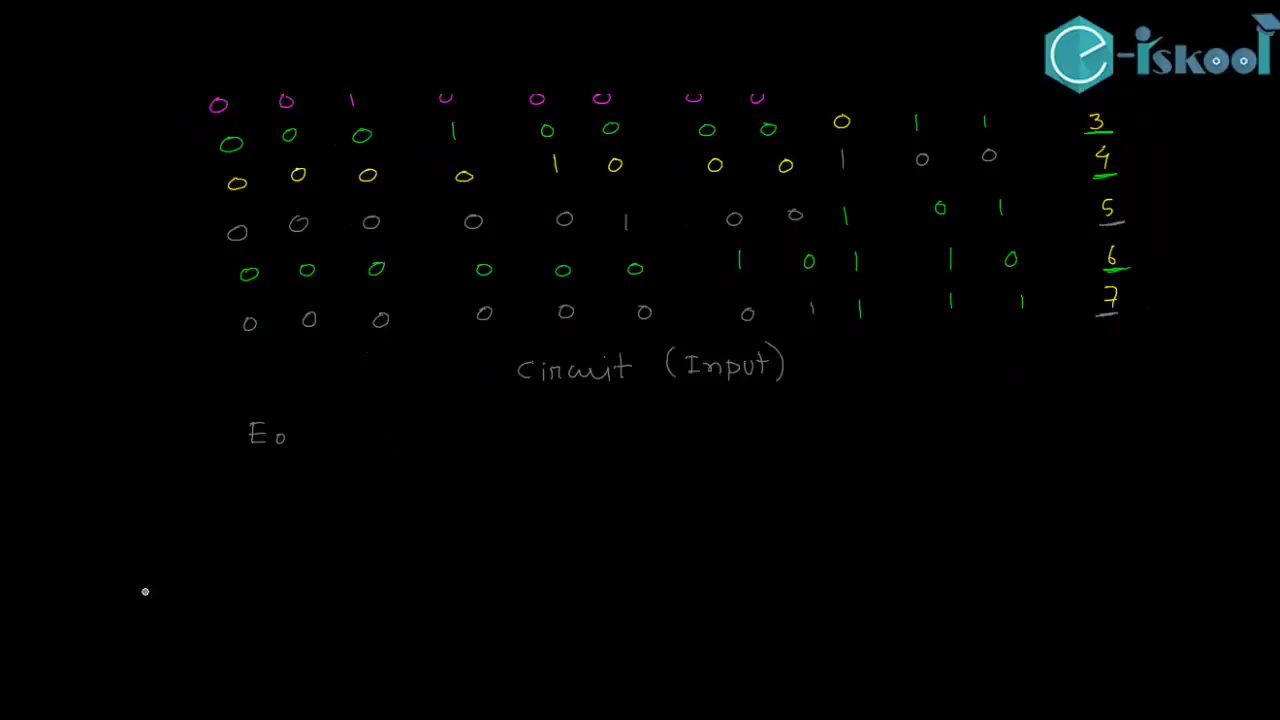 e-iskool
0 0 1 0 0 0 0 0
0 0 0 1 0 0 0 0 0 1 1 3
0 0 0 0 1 0 0 0 1 0 0 4
0 0 0 0 0 1 0 0 1 0 1 5
0 0 0 0 0 0 1 0 1 1 0 6
0 0 0 0 0 0 0 1 1 1 1 7
Circuit (Input)
E0